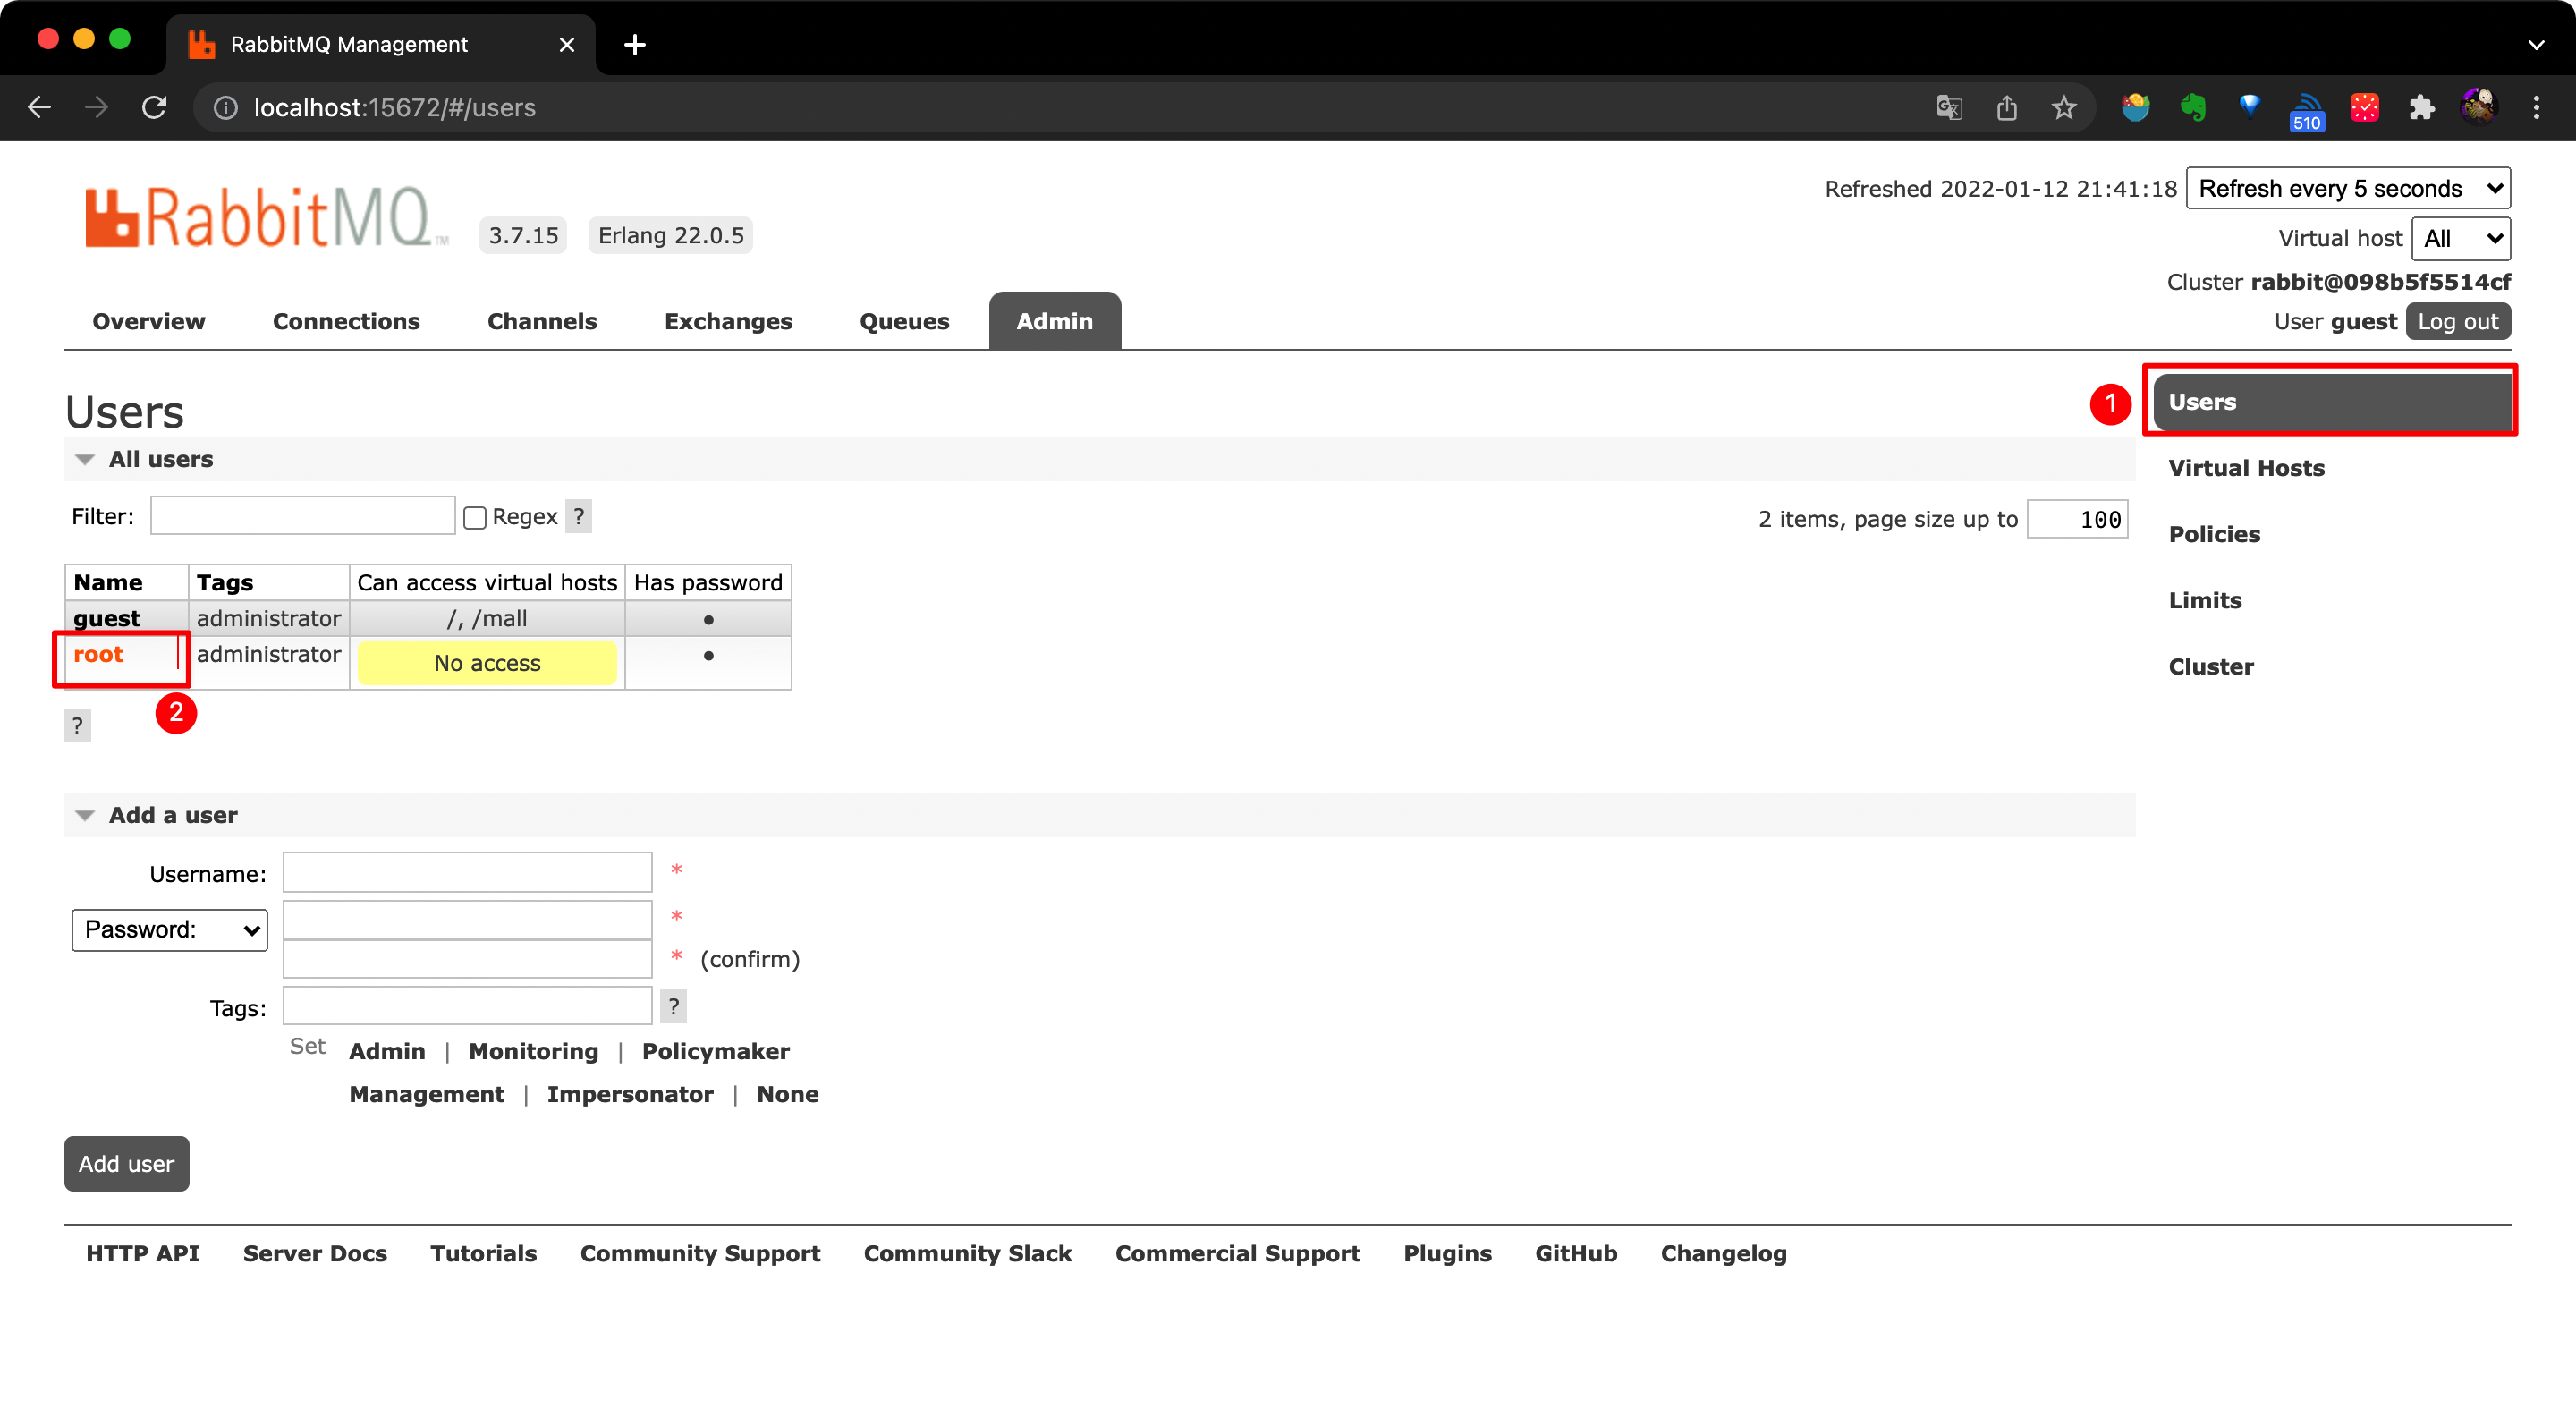 RabbitMQ Management
localhost:15672/#/users
510
RabbitMQ™ 3.7.15 Erlang 22.0.5
Refreshed 2022-01-12 21:41:18 Refresh every 5 seconds
Virtual host All
Cluster rabbit@098b5f5514cf
User guest Log out
Overview Connections Channels Exchanges Queues Admin
Users
1
Users
Virtual Hosts
Policies
Limits
Cluster
All users
Filter: Regex ? 2 items, page size up to 100
Name Tags Can access virtual hosts Has password
guest administrator /, /mall ●
root administrator No access ●
2
?
Add a user
Username: *
Password: *
* (confirm)
Tags: ?
Set Admin | Monitoring | Policymaker
Management | Impersonator | None
Add user
HTTP API Server Docs Tutorials Community Support Community Slack Commercial Support Plugins GitHub Changelog